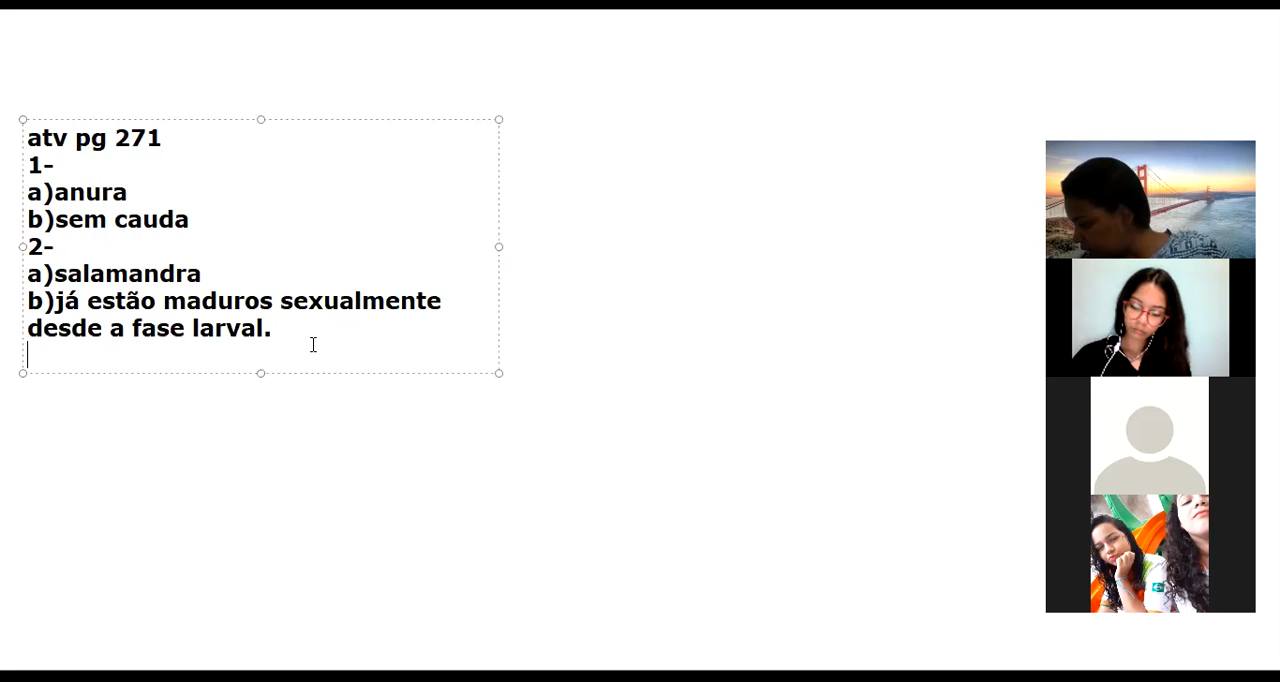 atv pg 271
1-
a)anura
b)sem cauda
2-
a)salamandra
b)já estão maduros sexualmente
desde a fase larval.